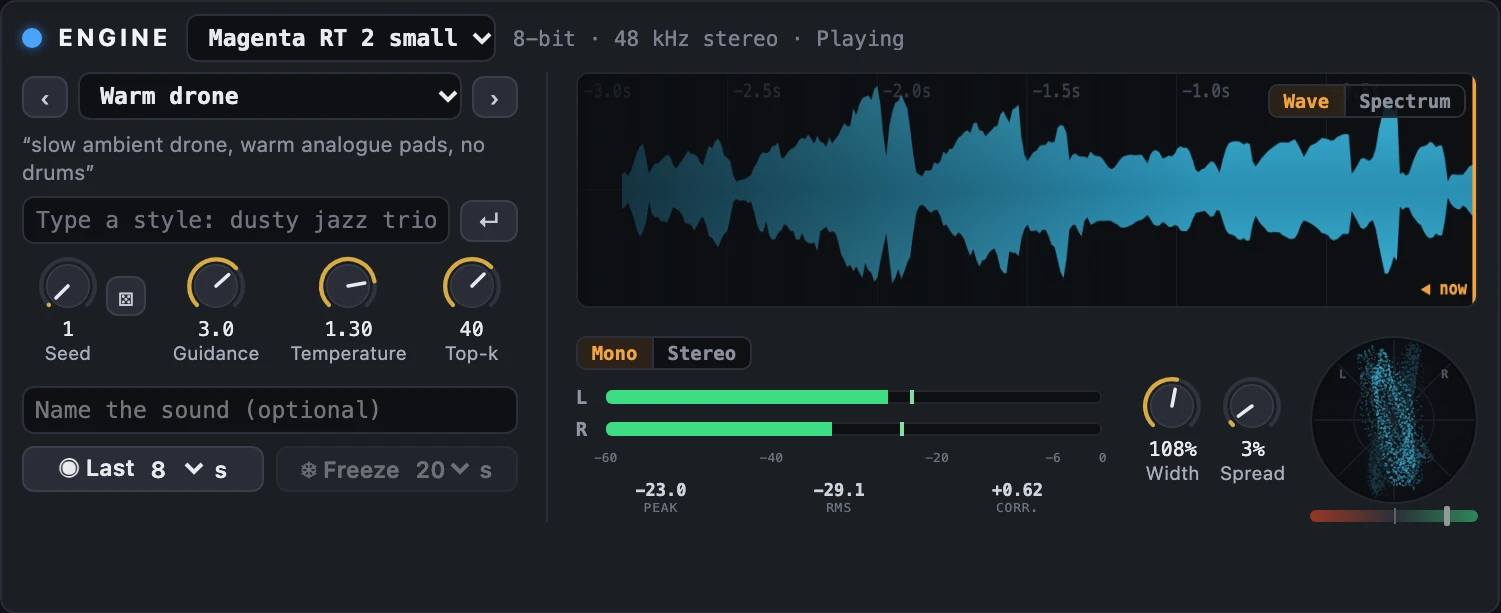 ENGINE Magenta RT 2 small 8-bit · 48 kHz stereo · Playing
‹ Warm drone ›
“slow ambient drone, warm analogue pads, no
drums”
Type a style: dusty jazz trio
1 3.0 1.30 40
Seed Guidance Temperature Top-k
Name the sound (optional)
Last 8 s Freeze 20 s
-3.0s -2.5s -2.0s -1.5s -1.0s
Wave Spectrum
◄ now
Mono Stereo
L
R
-60 -40 -20 -6 0
-23.0 -29.1 +0.62
PEAK RMS CORR.
108% 3%
Width Spread
L R